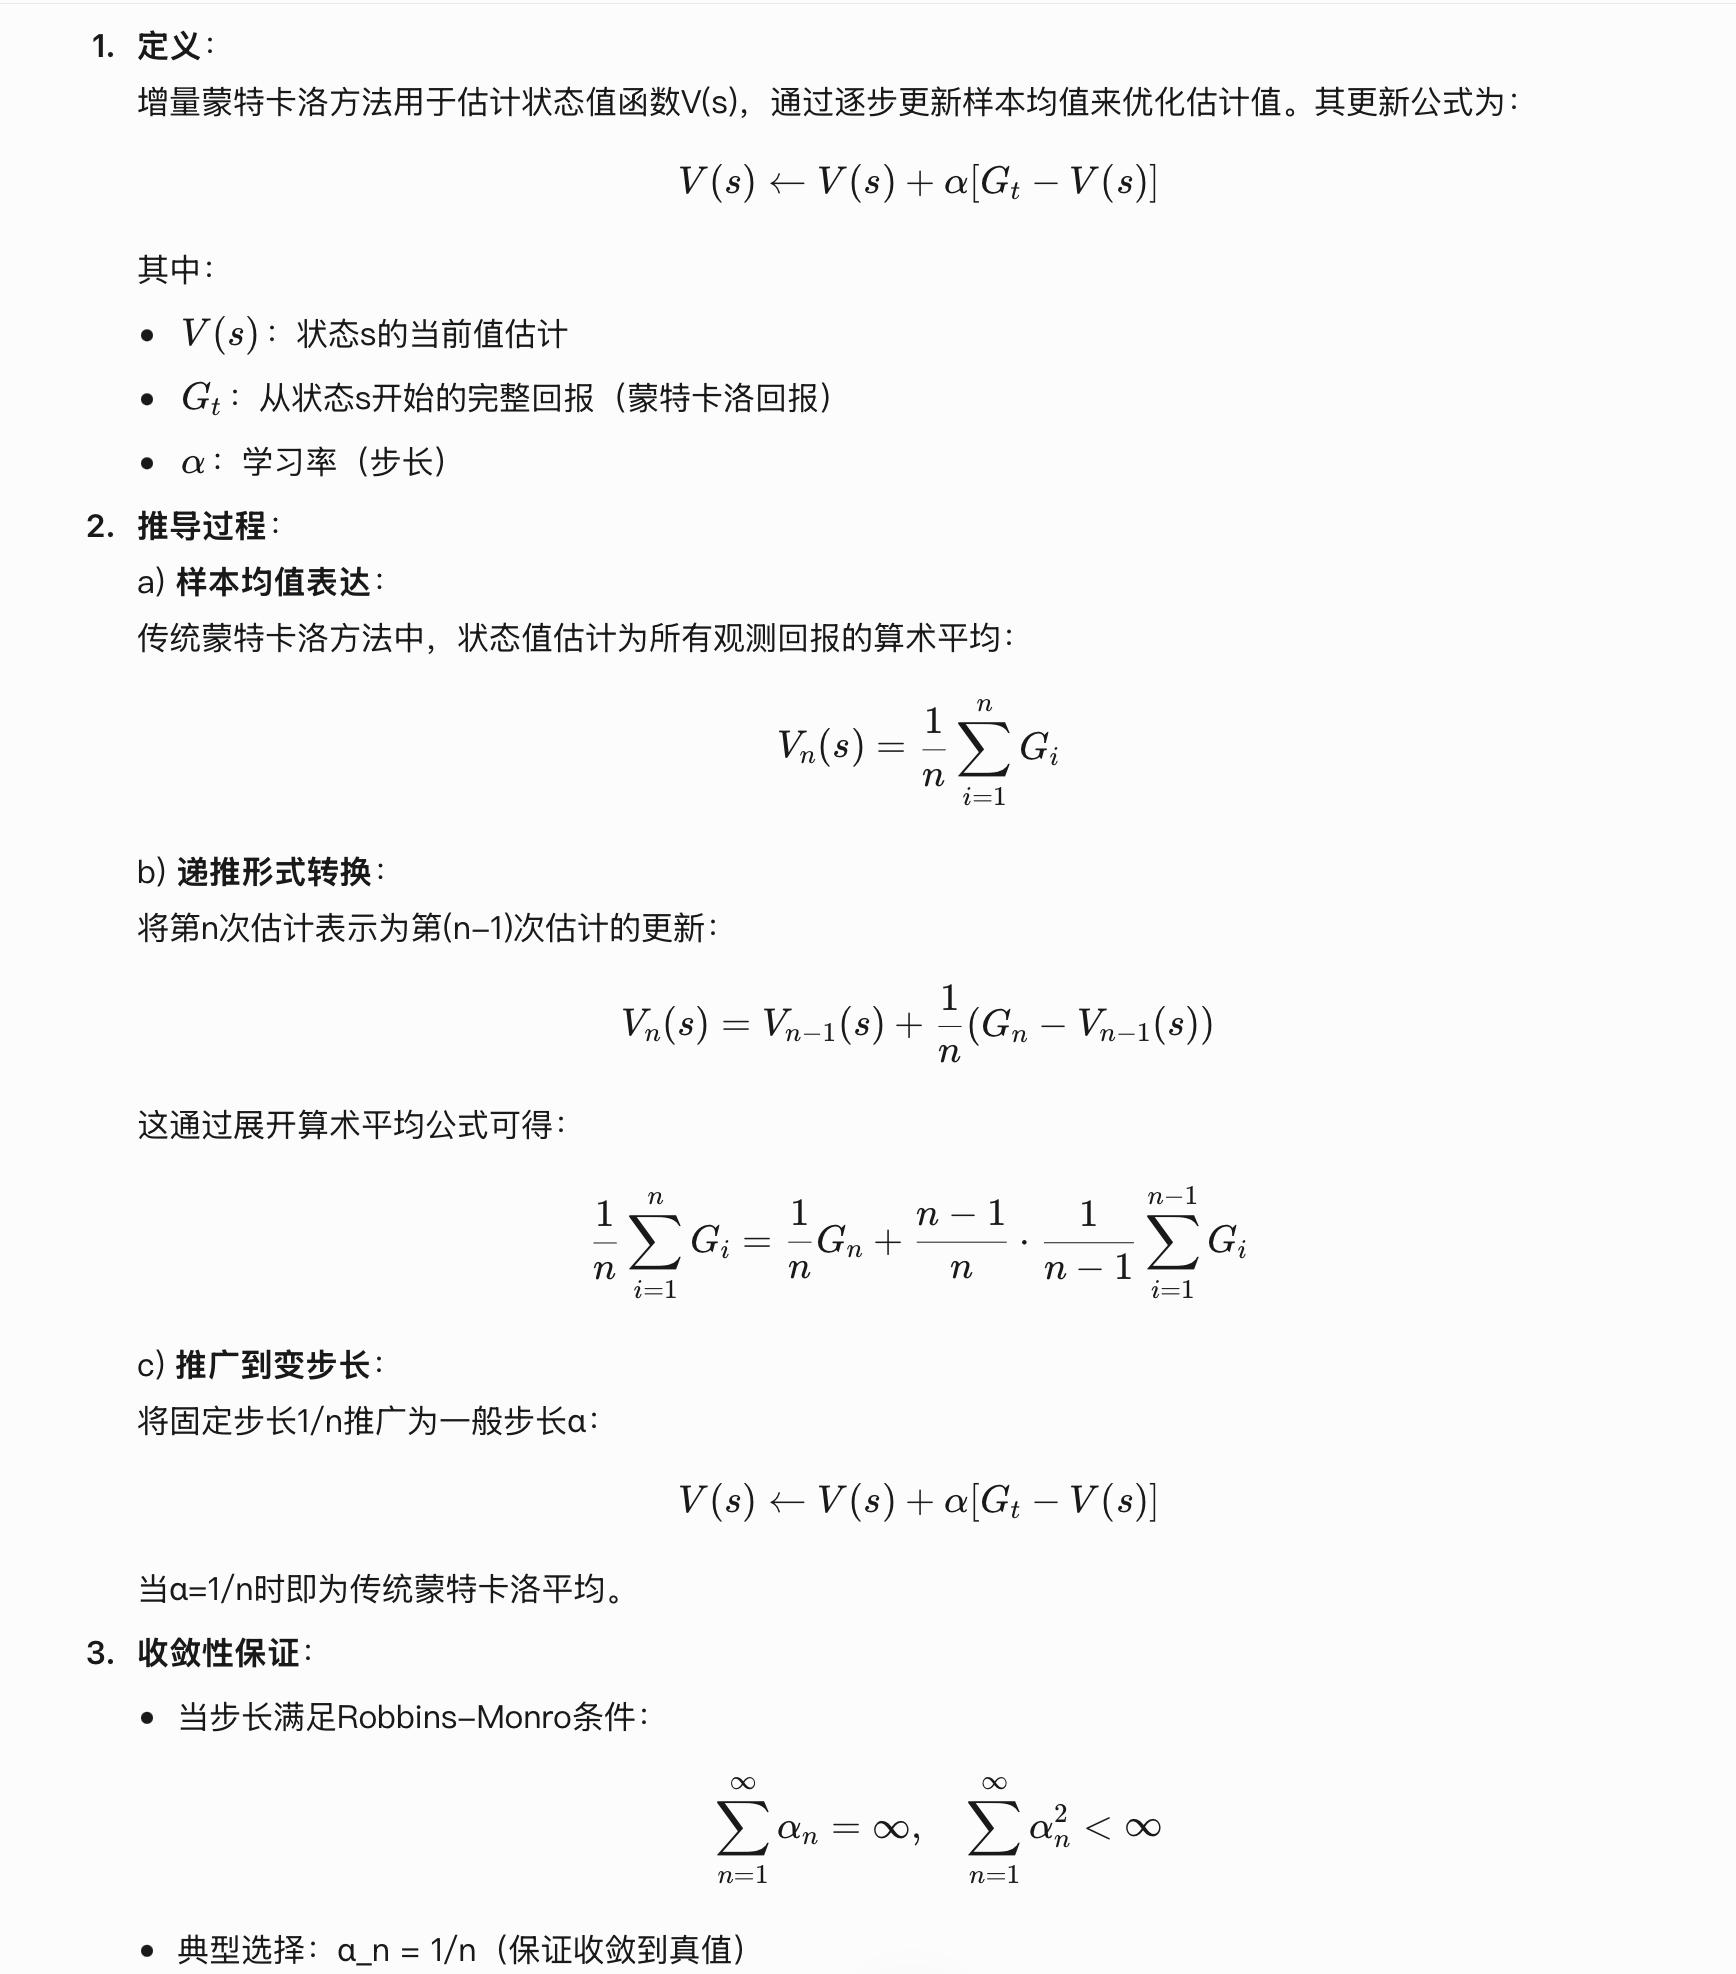 1. 定义：
增量蒙特卡洛方法用于估计状态值函数V(s)，通过逐步更新样本均值来优化估计值。其更新公式为：
V(s) ← V(s) + α[G_t − V(s)]
其中：
• V(s)：状态s的当前值估计
• G_t：从状态s开始的完整回报（蒙特卡洛回报）
• α：学习率（步长）
2. 推导过程：
a) 样本均值表达：
传统蒙特卡洛方法中，状态值估计为所有观测回报的算术平均：
V_n(s) = \frac{1}{n} \sum_{i=1}^{n} G_i
b) 递推形式转换：
将第n次估计表示为第(n−1)次估计的更新：
V_n(s) = V_{n−1}(s) + \frac{1}{n}(G_n − V_{n−1}(s))
这通过展开算术平均公式可得：
\frac{1}{n} \sum_{i=1}^{n} G_i = \frac{1}{n} G_n + \frac{n−1}{n} · \frac{1}{n−1} \sum_{i=1}^{n−1} G_i
c) 推广到变步长：
将固定步长1/n推广为一般步长α：
V(s) ← V(s) + α[G_t − V(s)]
当α=1/n时即为传统蒙特卡洛平均。
3. 收敛性保证：
• 当步长满足Robbins−Monro条件：
\sum_{n=1}^{∞} α_n = ∞, \sum_{n=1}^{∞} α_n^2 < ∞
• 典型选择：α_n = 1/n（保证收敛到真值）